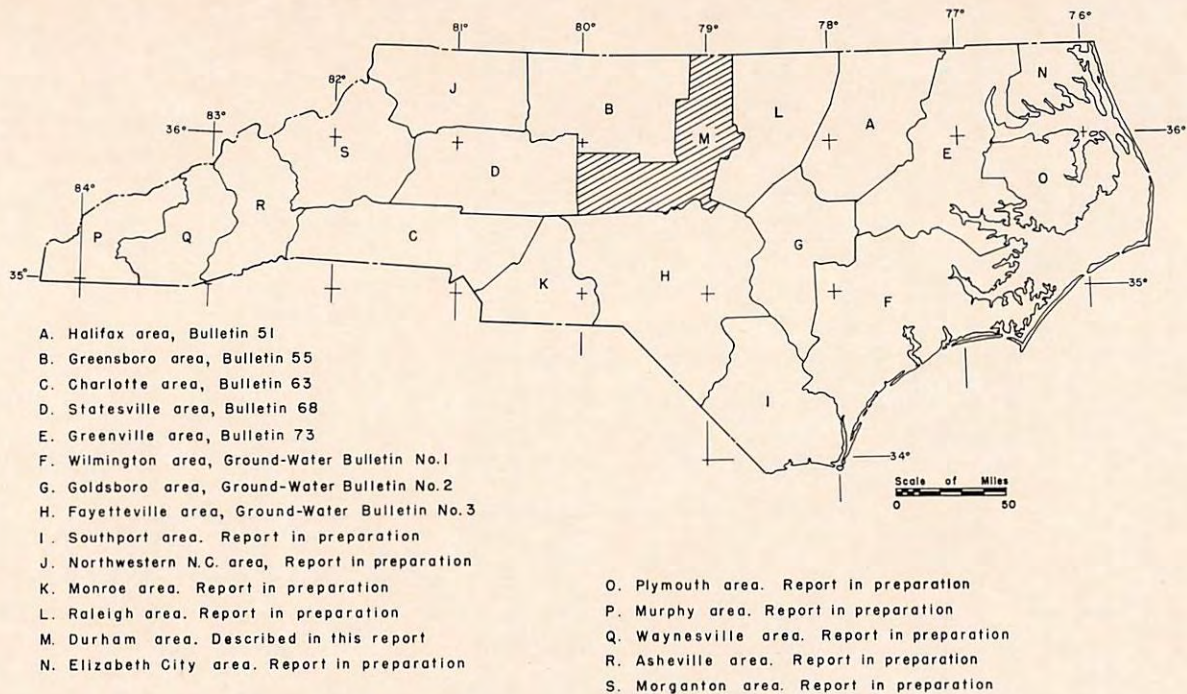 81° 80° 79° 78° 77° 76°
82°
83°
36°
84°
35°
J B L A N
S M E 36°
D O
R
P Q C G
K H F 35°
I
34°
Scale of Miles
0 50
A. Halifax area, Bulletin 51
B. Greensboro area, Bulletin 55
C. Charlotte area, Bulletin 63
D. Statesville area, Bulletin 68
E. Greenville area, Bulletin 73
F. Wilmington area, Ground-Water Bulletin No. 1
G. Goldsboro area, Ground-Water Bulletin No. 2
H. Fayetteville area, Ground-Water Bulletin No. 3
I. Southport area. Report in preparation
J. Northwestern N.C. area, Report in preparation
K. Monroe area. Report in preparation
L. Raleigh area. Report in preparation
M. Durham area. Described in this report
N. Elizabeth City area. Report in preparation
O. Plymouth area. Report in preparation
P. Murphy area. Report in preparation
Q. Waynesville area. Report in preparation
R. Asheville area. Report in preparation
S. Morganton area. Report in preparation